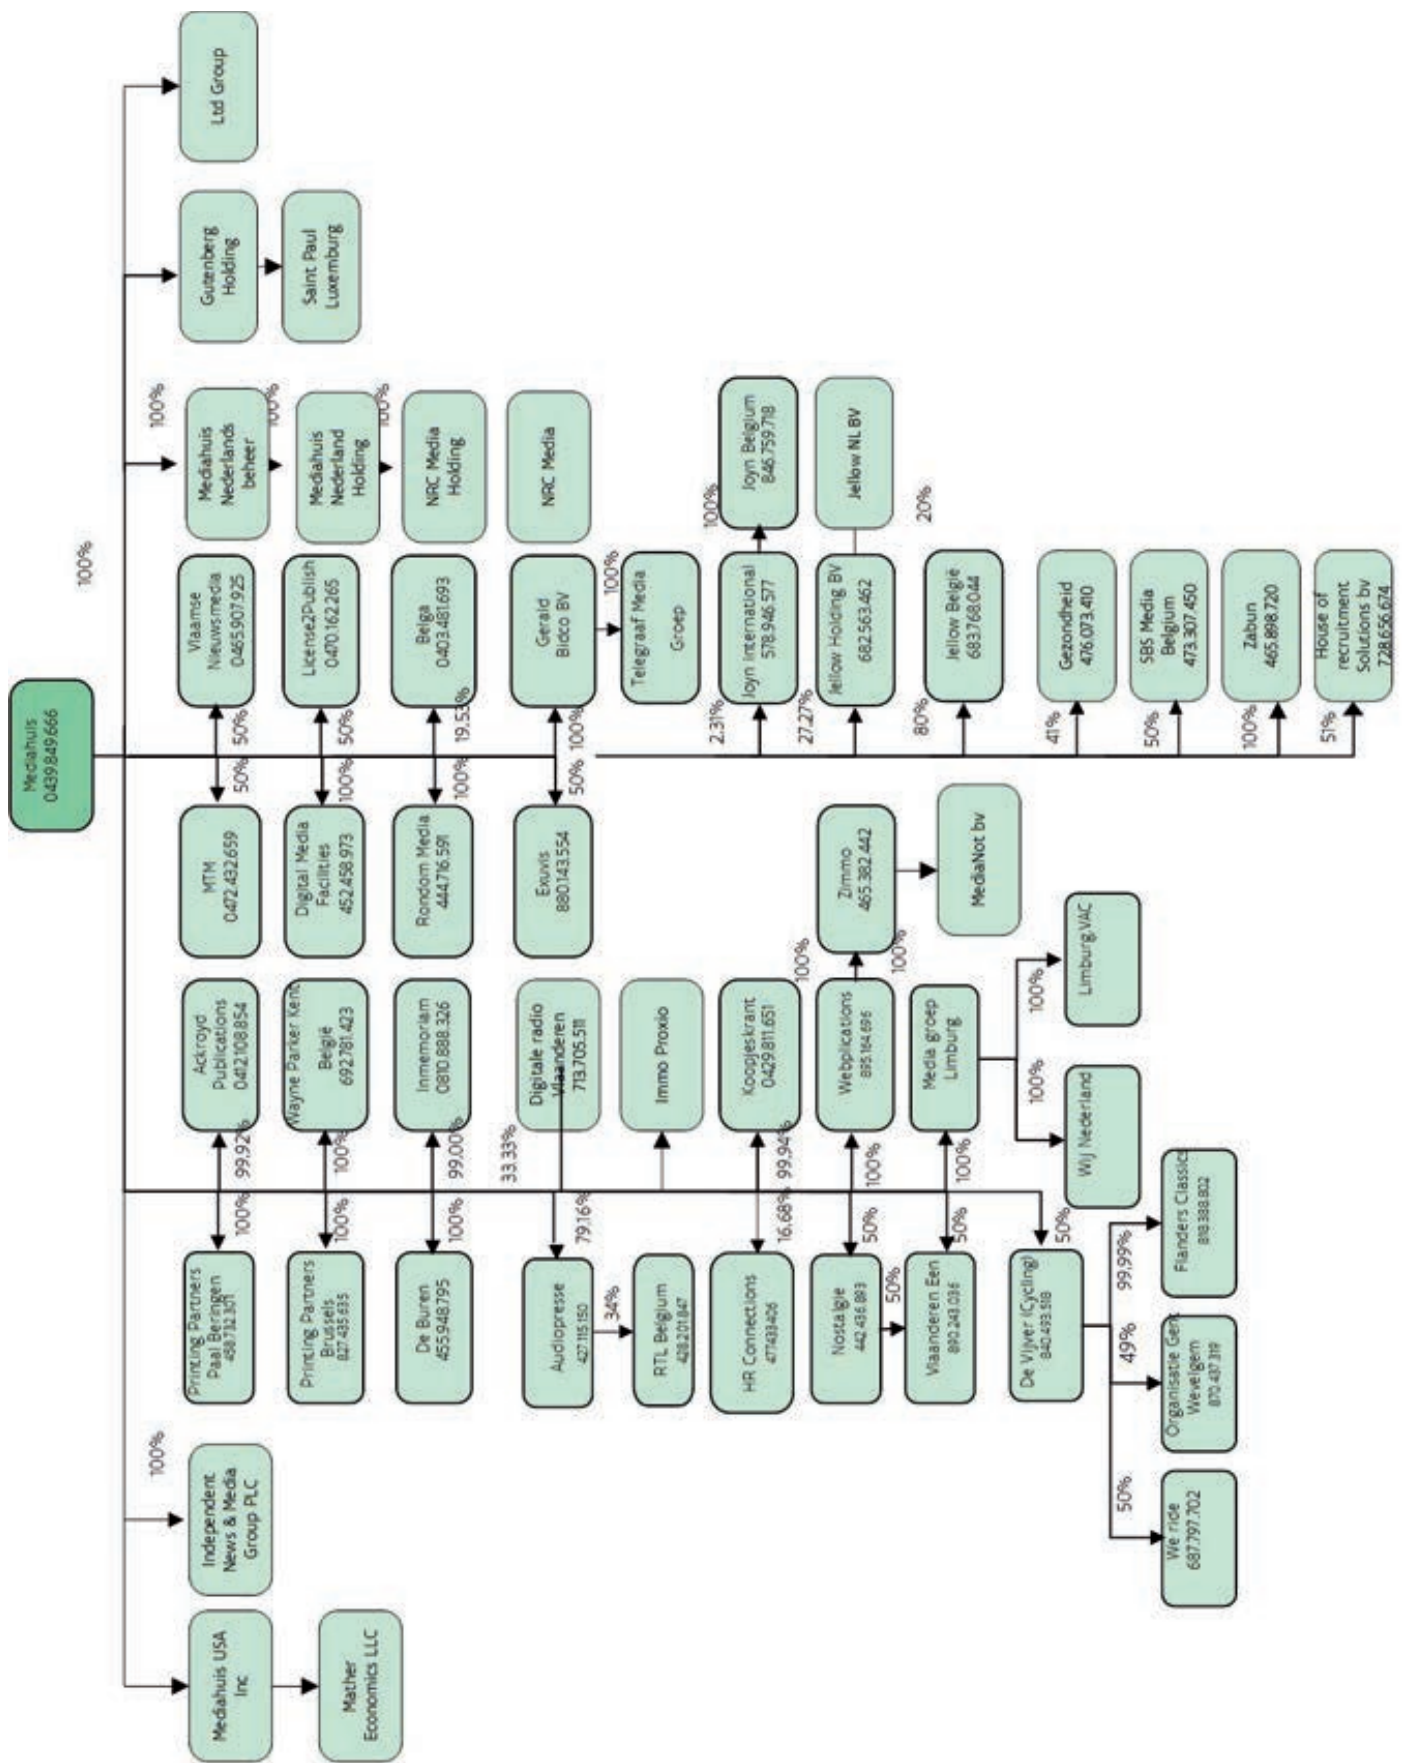 Mediahuis
0439.849.666
100%
Mediahuis USA
Inc
Mather
Economics LLC
100%
Independent
News & Media
Group PLC
Printing Partners
Paal Beringen
458.732.301
100%
Ackroyd
Publications
0412.108.854
99.92%
Printing Partners
Brussels
827.435.635
100%
Wayne Parker Kent
België
692.781.423
100%
De Buren
455.948.795
100%
Inmemoriam
0810.888.326
99.00%
33.33%
Digitale radio
Vlaanderen
713.705.511
Audiopresse
427.115.150
79.16%
34%
RTL Belgium
428.201.847
Immo Proxio
HR Connections
477.433.406
16.68%
Koopjeskrant
0429.811.651
99.94%
Nostalgie
442.436.893
50%
50%
Webplications
895.164.696
100%
100%
Zimmo
465.382.442
100%
MediaNot bv
Vlaanderen Een
890.243.036
50%
Media groep
Limburg
100%
100%
Wij Nederland
100%
Limburg.VAC
De Vijver (Cycling)
840.493.518
50%
50%
We ride
687.797.702
49%
Organisatie Gent
Wevelgem
870.437.319
99.99%
Flanders Classics
818.388.802
MTM
0472.432.659
50%
Vlaamse
Nieuwsmedia
0465.907.925
50%
Digital Media
Facilities
452.458.973
100%
License2Publish
0470.162.265
50%
Rondom Media
444.716.591
100%
Belga
0403.481.693
19.53%
Exuvis
880.143.554
50%
Gerald
Bidco BV
100%
100%
Telegraaf Media
Groep
2.31%
Joyn International
578.946.577
100%
Joyn Belgium
846.759.718
27.27%
Jellow Holding BV
682.563.462
Jellow NL BV
80%
Jellow België
683.768.044
20%
41%
Gezondheid
476.073.410
50%
SBS Media
Belgium
473.307.450
100%
Zabun
465.898.720
51%
House of
recruitment
Solutions bv
728.656.674
100%
Mediahuis
Nederlands
beheer
100%
Mediahuis
Nederland
Holding
100%
NRC Media
Holding
NRC Media
Gutenberg
Holding
Saint Paul
Luxemburg
Ltd Group